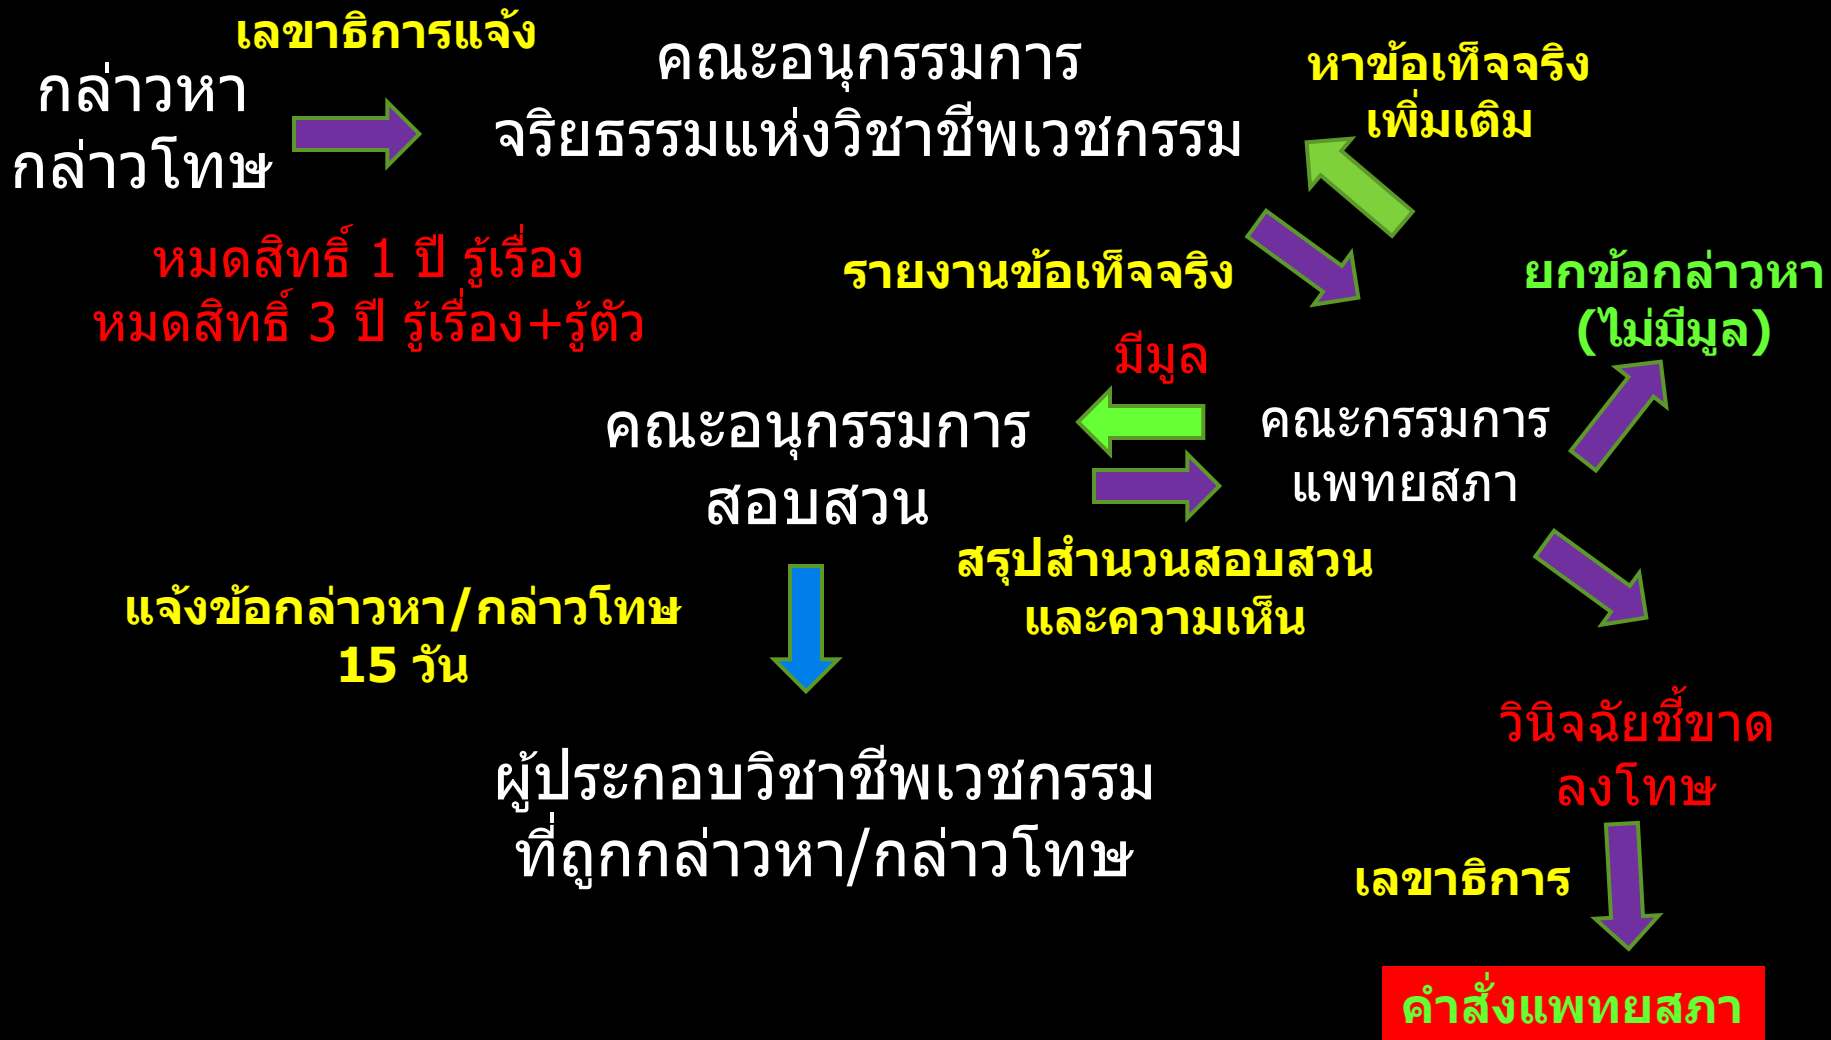 เลขาธิการแจ้ง
กล่าวหา
กล่าวโทษ
คณะอนุกรรมการ
จริยธรรมแห่งวิชาชีพเวชกรรม
หาข้อเท็จจริง
เพิ่มเติม
หมดสิทธิ์ 1 ปี รู้เรื่อง
หมดสิทธิ์ 3 ปี รู้เรื่อง+รู้ตัว
รายงานข้อเท็จจริง
ยกข้อกล่าวหา
(ไม่มีมูล)
มีมูล
คณะอนุกรรมการ
สอบสวน
คณะกรรมการ
แพทยสภา
สรุปสำนวนสอบสวน
และความเห็น
แจ้งข้อกล่าวหา/กล่าวโทษ
15 วัน
วินิจฉัยชี้ขาด
ลงโทษ
ผู้ประกอบวิชาชีพเวชกรรม
ที่ถูกกล่าวหา/กล่าวโทษ
เลขาธิการ
คำสั่งแพทยสภา